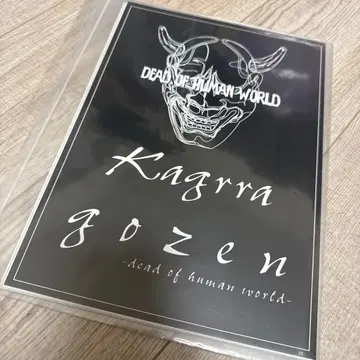 DEAD OF HUMAN WORLD
Kagrra
gozen
-dead of human world-